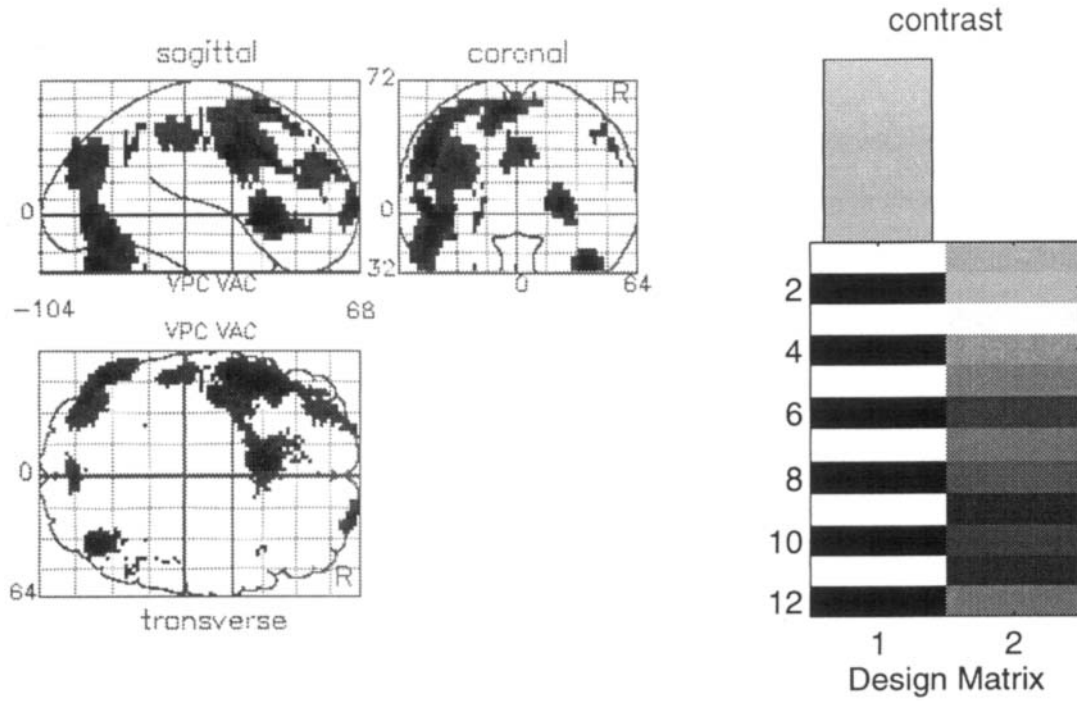 sagittal
coronal
72
R
0
0
32
VPC VAC
0
64
-104
68
VPC VAC
0
R
64
transverse
contrast
2
4
6
8
10
12
1
2
Design Matrix